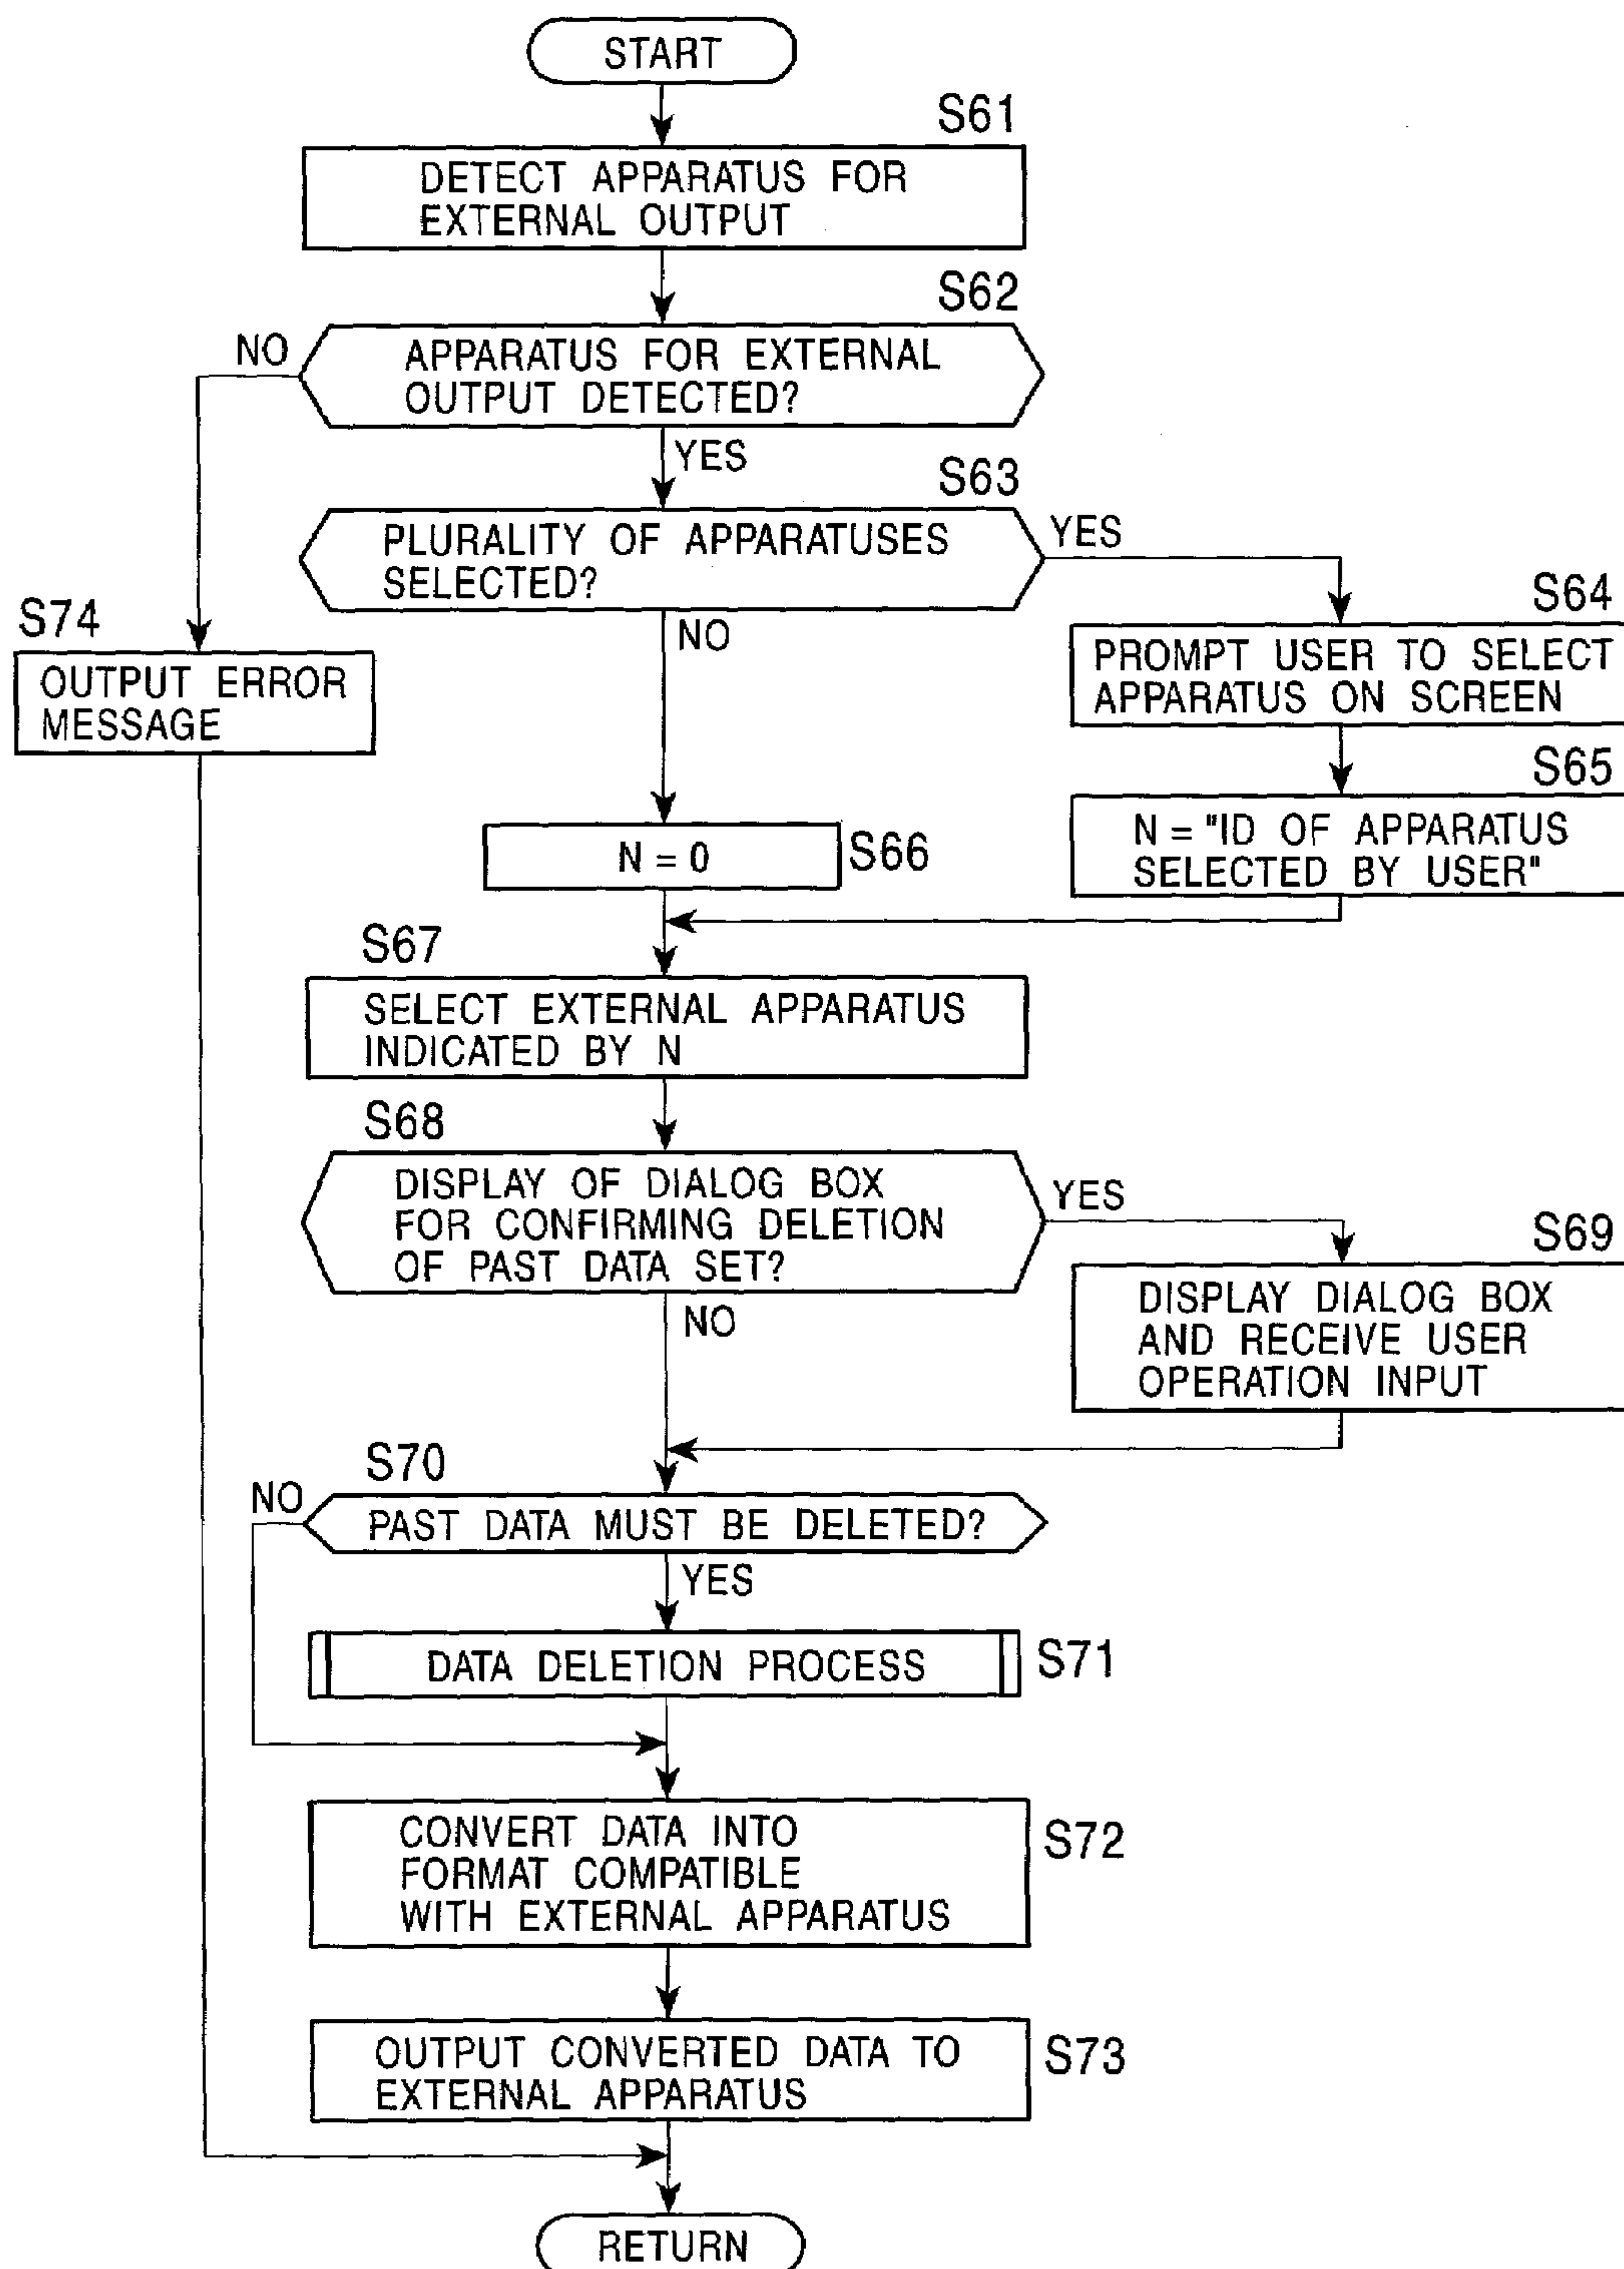 START
S61
DETECT APPARATUS FOR
EXTERNAL OUTPUT
S62
NO
APPARATUS FOR EXTERNAL
OUTPUT DETECTED?
YES
S63
PLURALITY OF APPARATUSES
SELECTED?
YES
NO
S74
OUTPUT ERROR
MESSAGE
S64
PROMPT USER TO SELECT
APPARATUS ON SCREEN
S65
N = "ID OF APPARATUS
SELECTED BY USER"
N = 0
S66
S67
SELECT EXTERNAL APPARATUS
INDICATED BY N
S68
DISPLAY OF DIALOG BOX
FOR CONFIRMING DELETION
OF PAST DATA SET?
YES
NO
S69
DISPLAY DIALOG BOX
AND RECEIVE USER
OPERATION INPUT
S70
NO
PAST DATA MUST BE DELETED?
YES
DATA DELETION PROCESS
S71
CONVERT DATA INTO
FORMAT COMPATIBLE
WITH EXTERNAL APPARATUS
S72
OUTPUT CONVERTED DATA TO
EXTERNAL APPARATUS
S73
RETURN